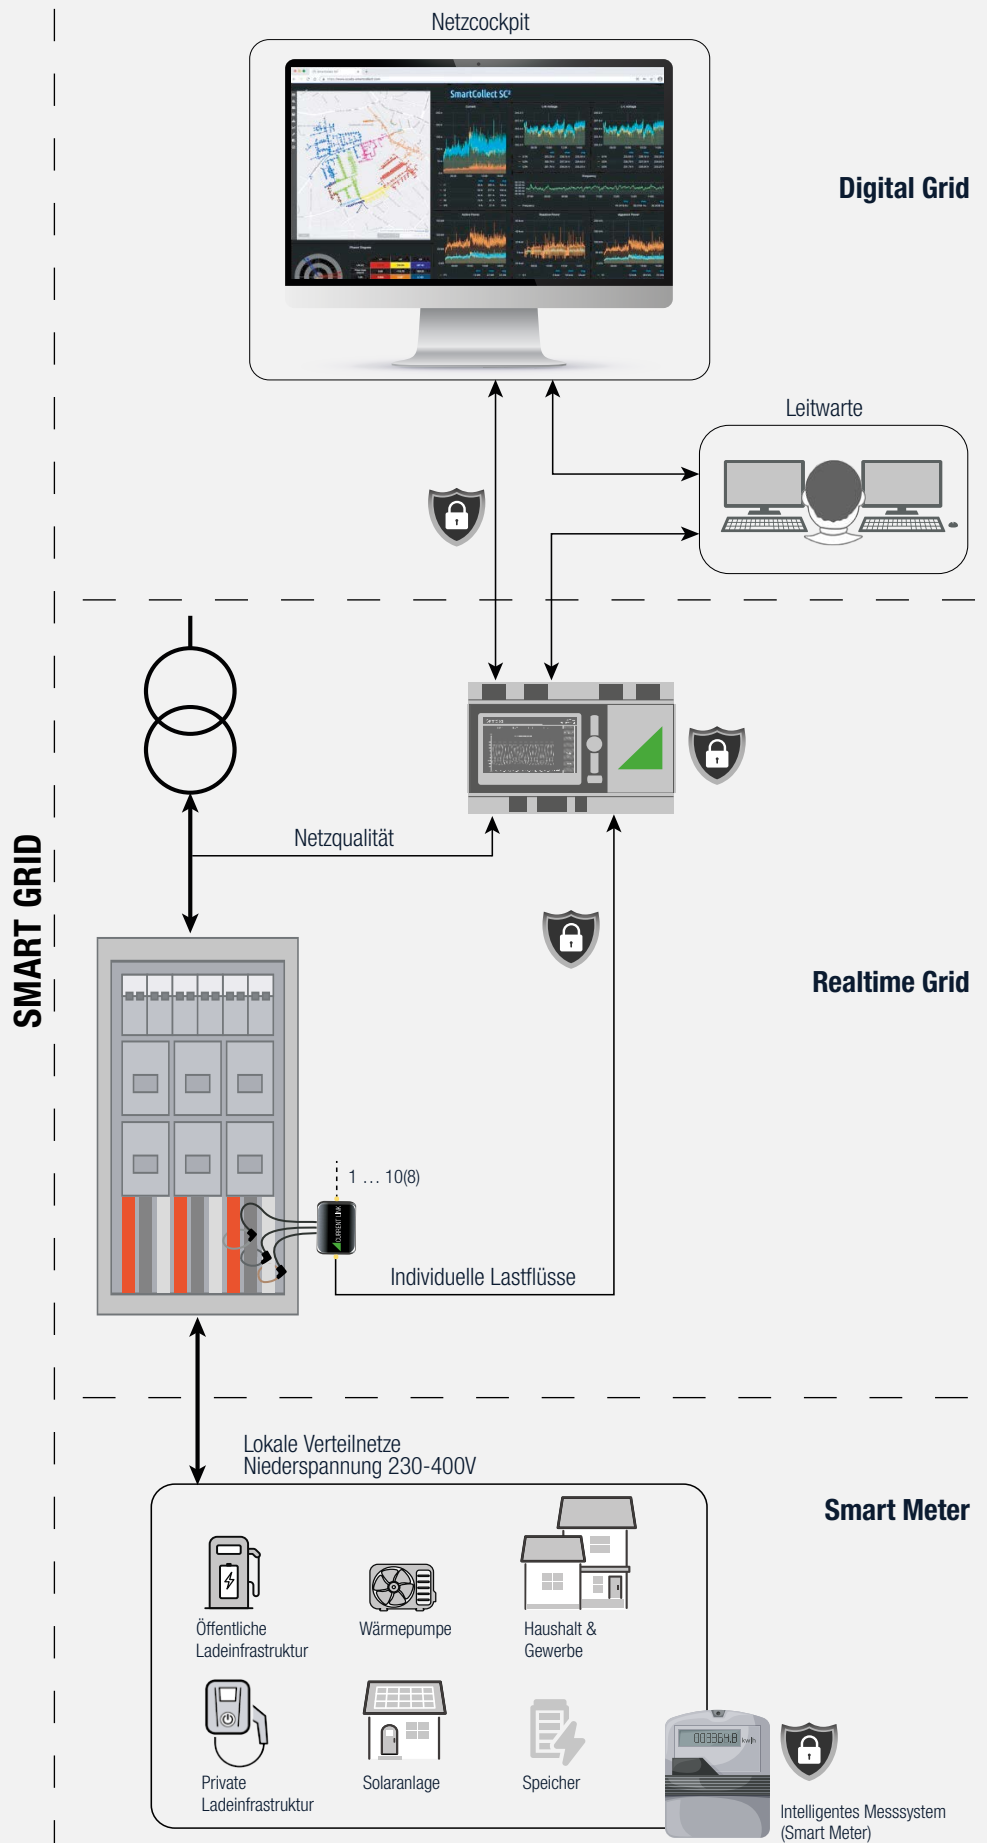 Netzcockpit
SmartCollect SC²
Digital Grid
Leitwarte
SMART GRID
Netzqualität
Realtime Grid
1 … 10(8)
CURRENT LINK
Individuelle Lastflüsse
Lokale Verteilnetze
Niederspannung 230-400V
Smart Meter
Öffentliche
Ladeinfrastruktur
Wärmepumpe
Haushalt &
Gewerbe
Private
Ladeinfrastruktur
Solaranlage
Speicher
003364.8 kwh
Intelligentes Messsystem
(Smart Meter)